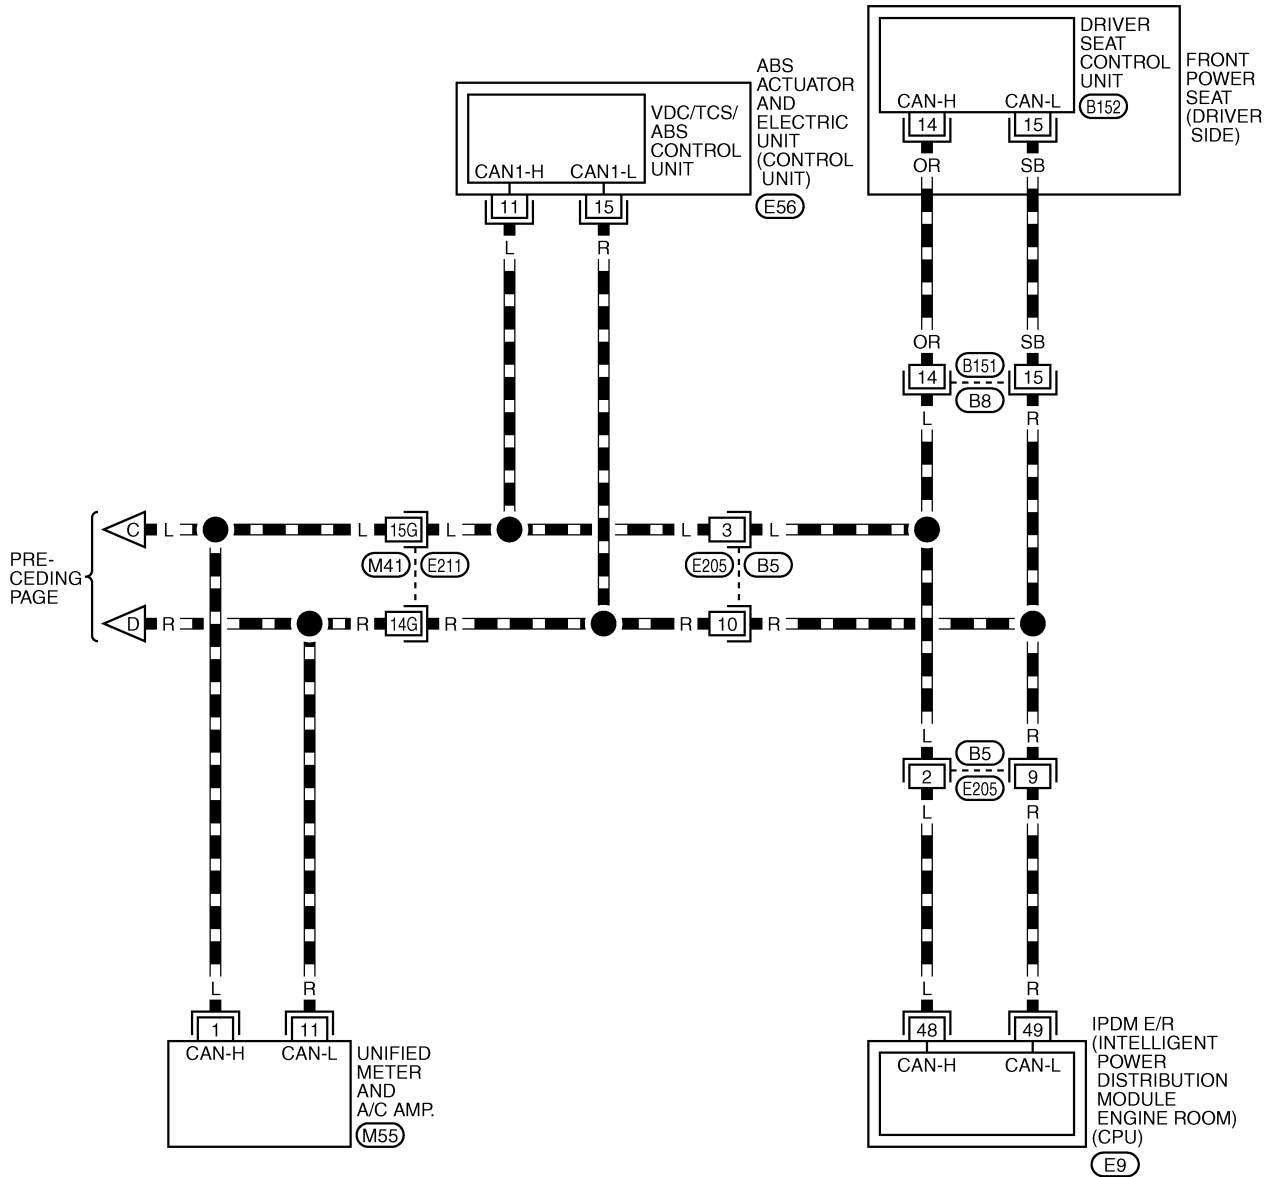 DRIVER
SEAT
CONTROL
UNIT
B152
CAN-H
CAN-L
14
15
OR
SB
FRONT
POWER
SEAT
(DRIVER
SIDE)
ABS
ACTUATOR
AND
ELECTRIC
UNIT
(CONTROL
UNIT)
E56
VDC/TCS/
ABS
CONTROL
UNIT
CAN1-H
CAN1-L
11
15
L
R
OR
SB
14
B151
15
B8
L
R
PRE-
CEDING
PAGE
C
L
L
15G
L
L
3
L
M41
E211
E205
B5
D
R
R
14G
R
R
10
R
L
R
2
B5
9
E205
L
R
L
R
1
11
CAN-H
CAN-L
UNIFIED
METER
AND
A/C AMP.
M55
L
R
48
49
CAN-H
CAN-L
IPDM E/R
(INTELLIGENT
POWER
DISTRIBUTION
MODULE
ENGINE ROOM)
(CPU)
E9